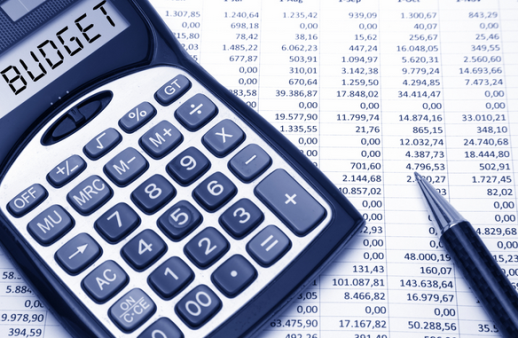 BUDGET
1.307,85 1.240,64 1.235,42 939,09 1.300,67 843,29
0,00 698,18 0,00 0,00 40,07 0,00
78,42 38,16 15,62 256,67 25,46
1.485,22 6.062,23 447,24 16.048,05 349,55
677,87 503,91 1.094,97 5.620,31 2.560,60
0,00 310,01 3.142,38 9.779,24 14.693,66
0,00 670,64 1.259,50 4.294,85 7.473,24
39.386,87 17.848,02 34.414,47 0,00
0,00 0,00 0,00 0,00
19.577,90 11.799,74 14.874,16 33.010,21
1.335,55 21,76 865,15 348,10
0,00 0,00 12.032,74 24.740,68
0,00 0,00 4.387,73 18.444,80
701,60 4.796,53 502,91
2.144,68 1.727,45
40.857,02 82,02
0,00 0,00
0,00
0,00 48.000,19
131,43 160,07
101.087,81 143.638,64
8.466,82 16.979,67
0,00 0,00
17.167,82 50.288,56
OFF +/- √ % GT
MU MRC M− M+ ÷
→ 7 8 9 X
AC 4 5 6 −
ON C·CE 1 2 3 +
0 00 • =
0,00
9.978,90
394,59